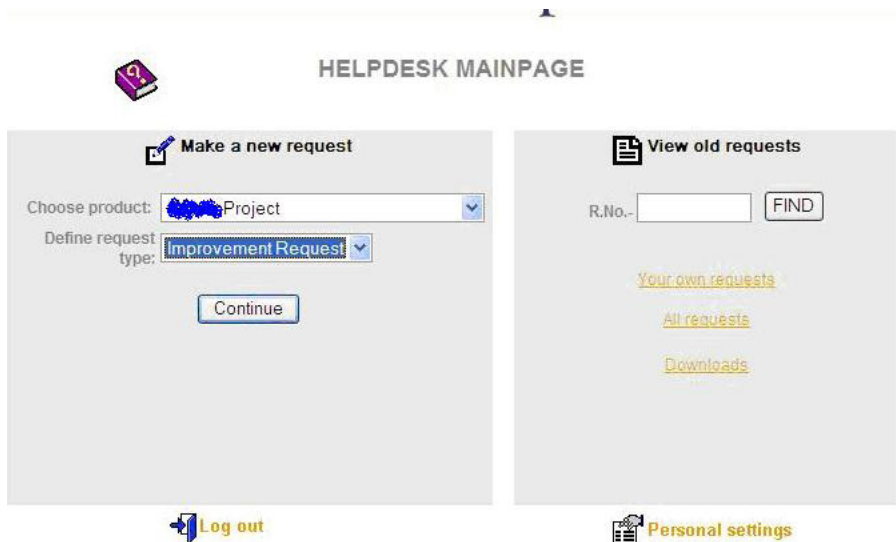 HELPDESK MAINPAGE
Make a new request
Choose product: Project
Define request type: Improvement Request
Continue
View old requests
R.No.- FIND
Your own requests
All requests
Downloads
Log out
Personal settings